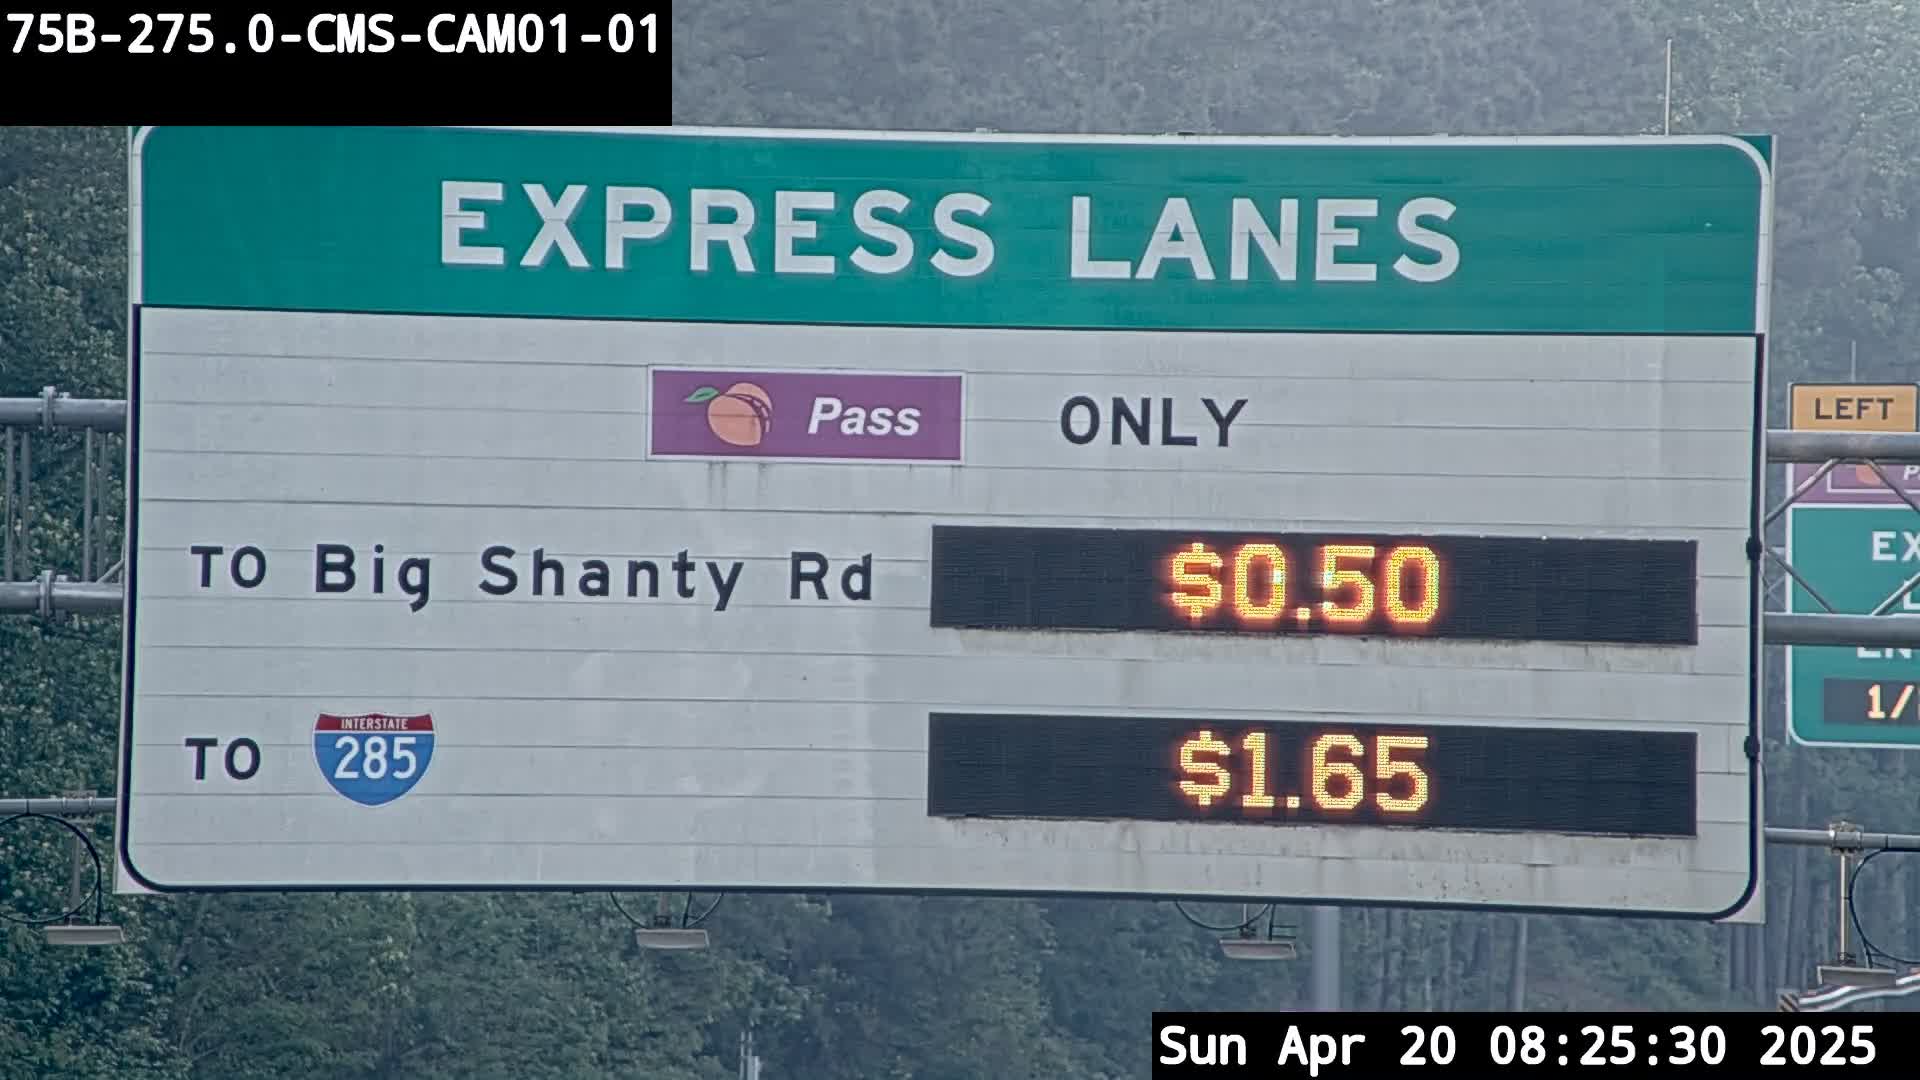 75B-275.0-CMS-CAM01-01
EXPRESS LANES
Pass ONLY
TO Big Shanty Rd $0.50
TO INTERSTATE 285 $1.65
LEFT
1/
Sun Apr 20 08:25:30 2025